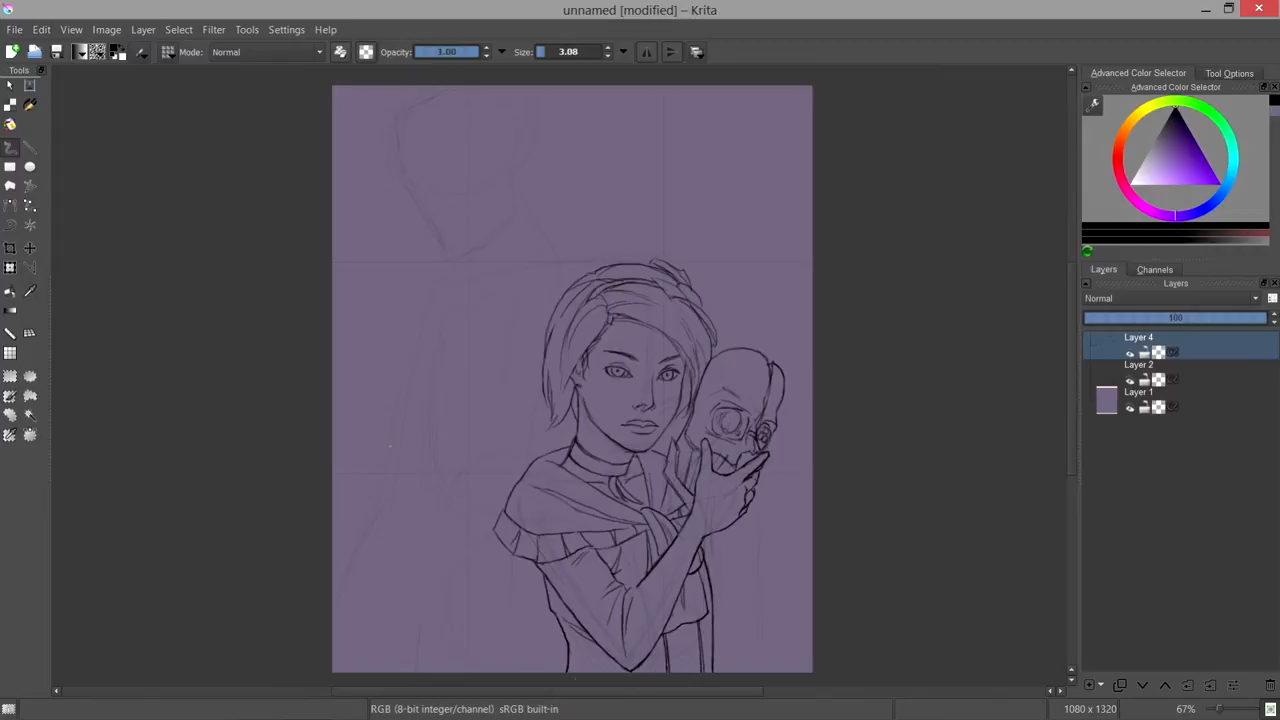 unnamed [modified] - Krita
File Edit View Image Layer Select Filter Tools Settings Help
Mode: Normal Opacity: 1.00 Size: 3.08
Tools
Advanced Color Selector Tool Options
Advanced Color Selector
Layers Channels
Layers
Normal
100
Layer 4
Layer 2
Layer 1
RGB (8-bit integer/channel) sRGB built-in 1080 x 1320 67%